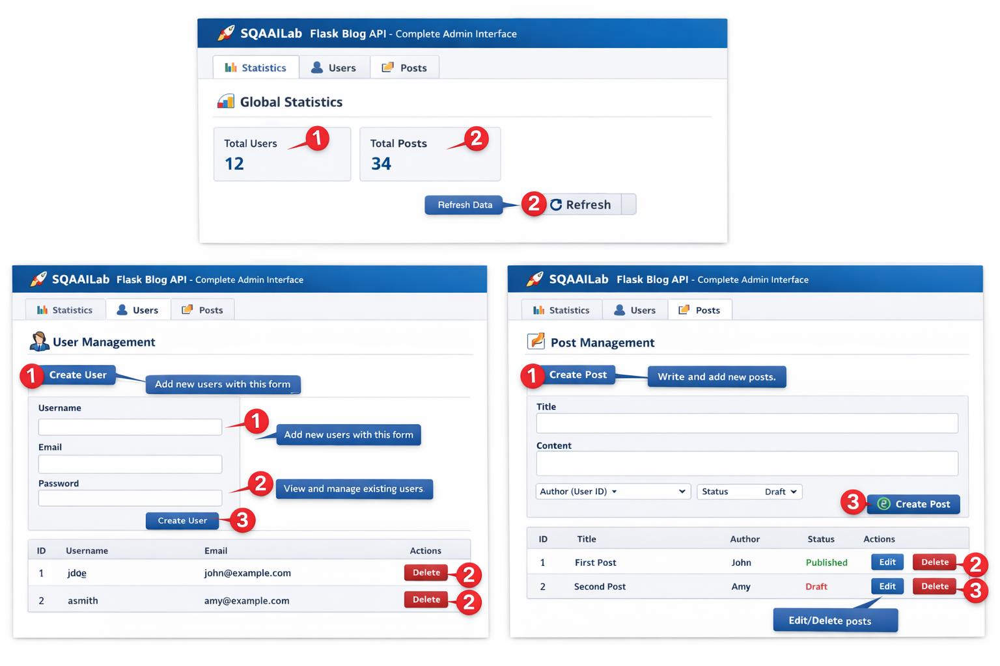 SQAAILab Flask Blog API - Complete Admin Interface
Statistics Users Posts
Global Statistics
Total Users 1 Total Posts 2
12 34
Refresh Data 2 Refresh
SQAAILab Flask Blog API - Complete Admin Interface
Statistics Users Posts
User Management
1 Create User
Add new users with this form
Username
1
Add new users with this form
Email
Password
2 View and manage existing users.
Create User 3
ID Username Email Actions
1 jdoe john@example.com Delete 2
2 asmith amy@example.com Delete 2
SQAAILab Flask Blog API - Complete Admin Interface
Statistics Users Posts
Post Management
1 Create Post Write and add new posts.
Title
Content
Author (User ID) Status Draft
3 2 Create Post
ID Title Author Status Actions
1 First Post John Published Edit Delete 2
2 Second Post Amy Draft Edit Delete 3
Edit/Delete posts